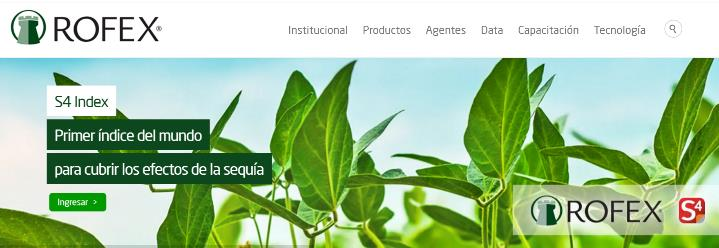 ROFEX®
Institucional Productos Agentes Data Capacitación Tecnología
S4 Index
Primer índice del mundo
para cubrir los efectos de la sequía
Ingresar >
ROFEX S4